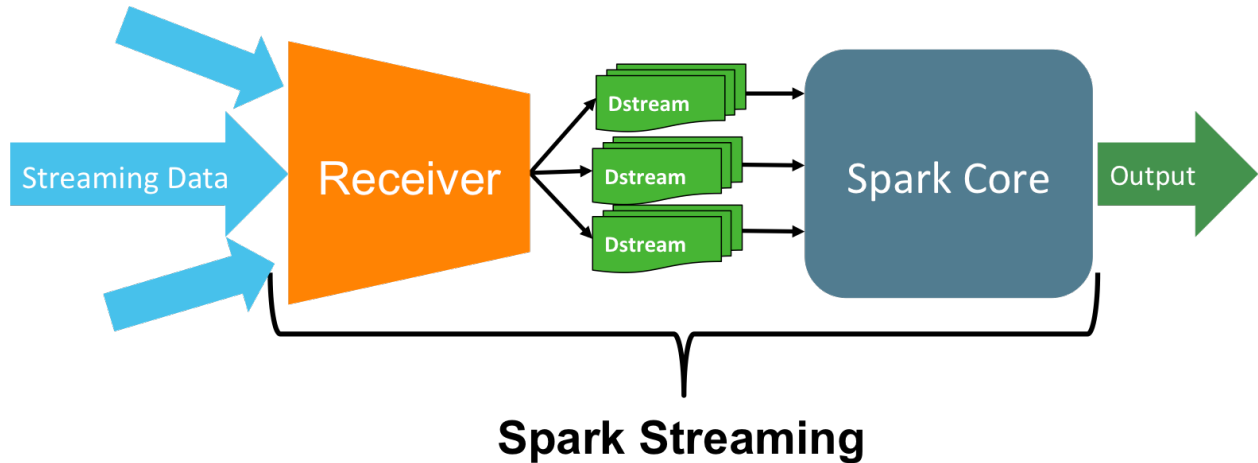 Streaming Data
Receiver
Dstream
Dstream
Dstream
Spark Core
Output
Spark Streaming